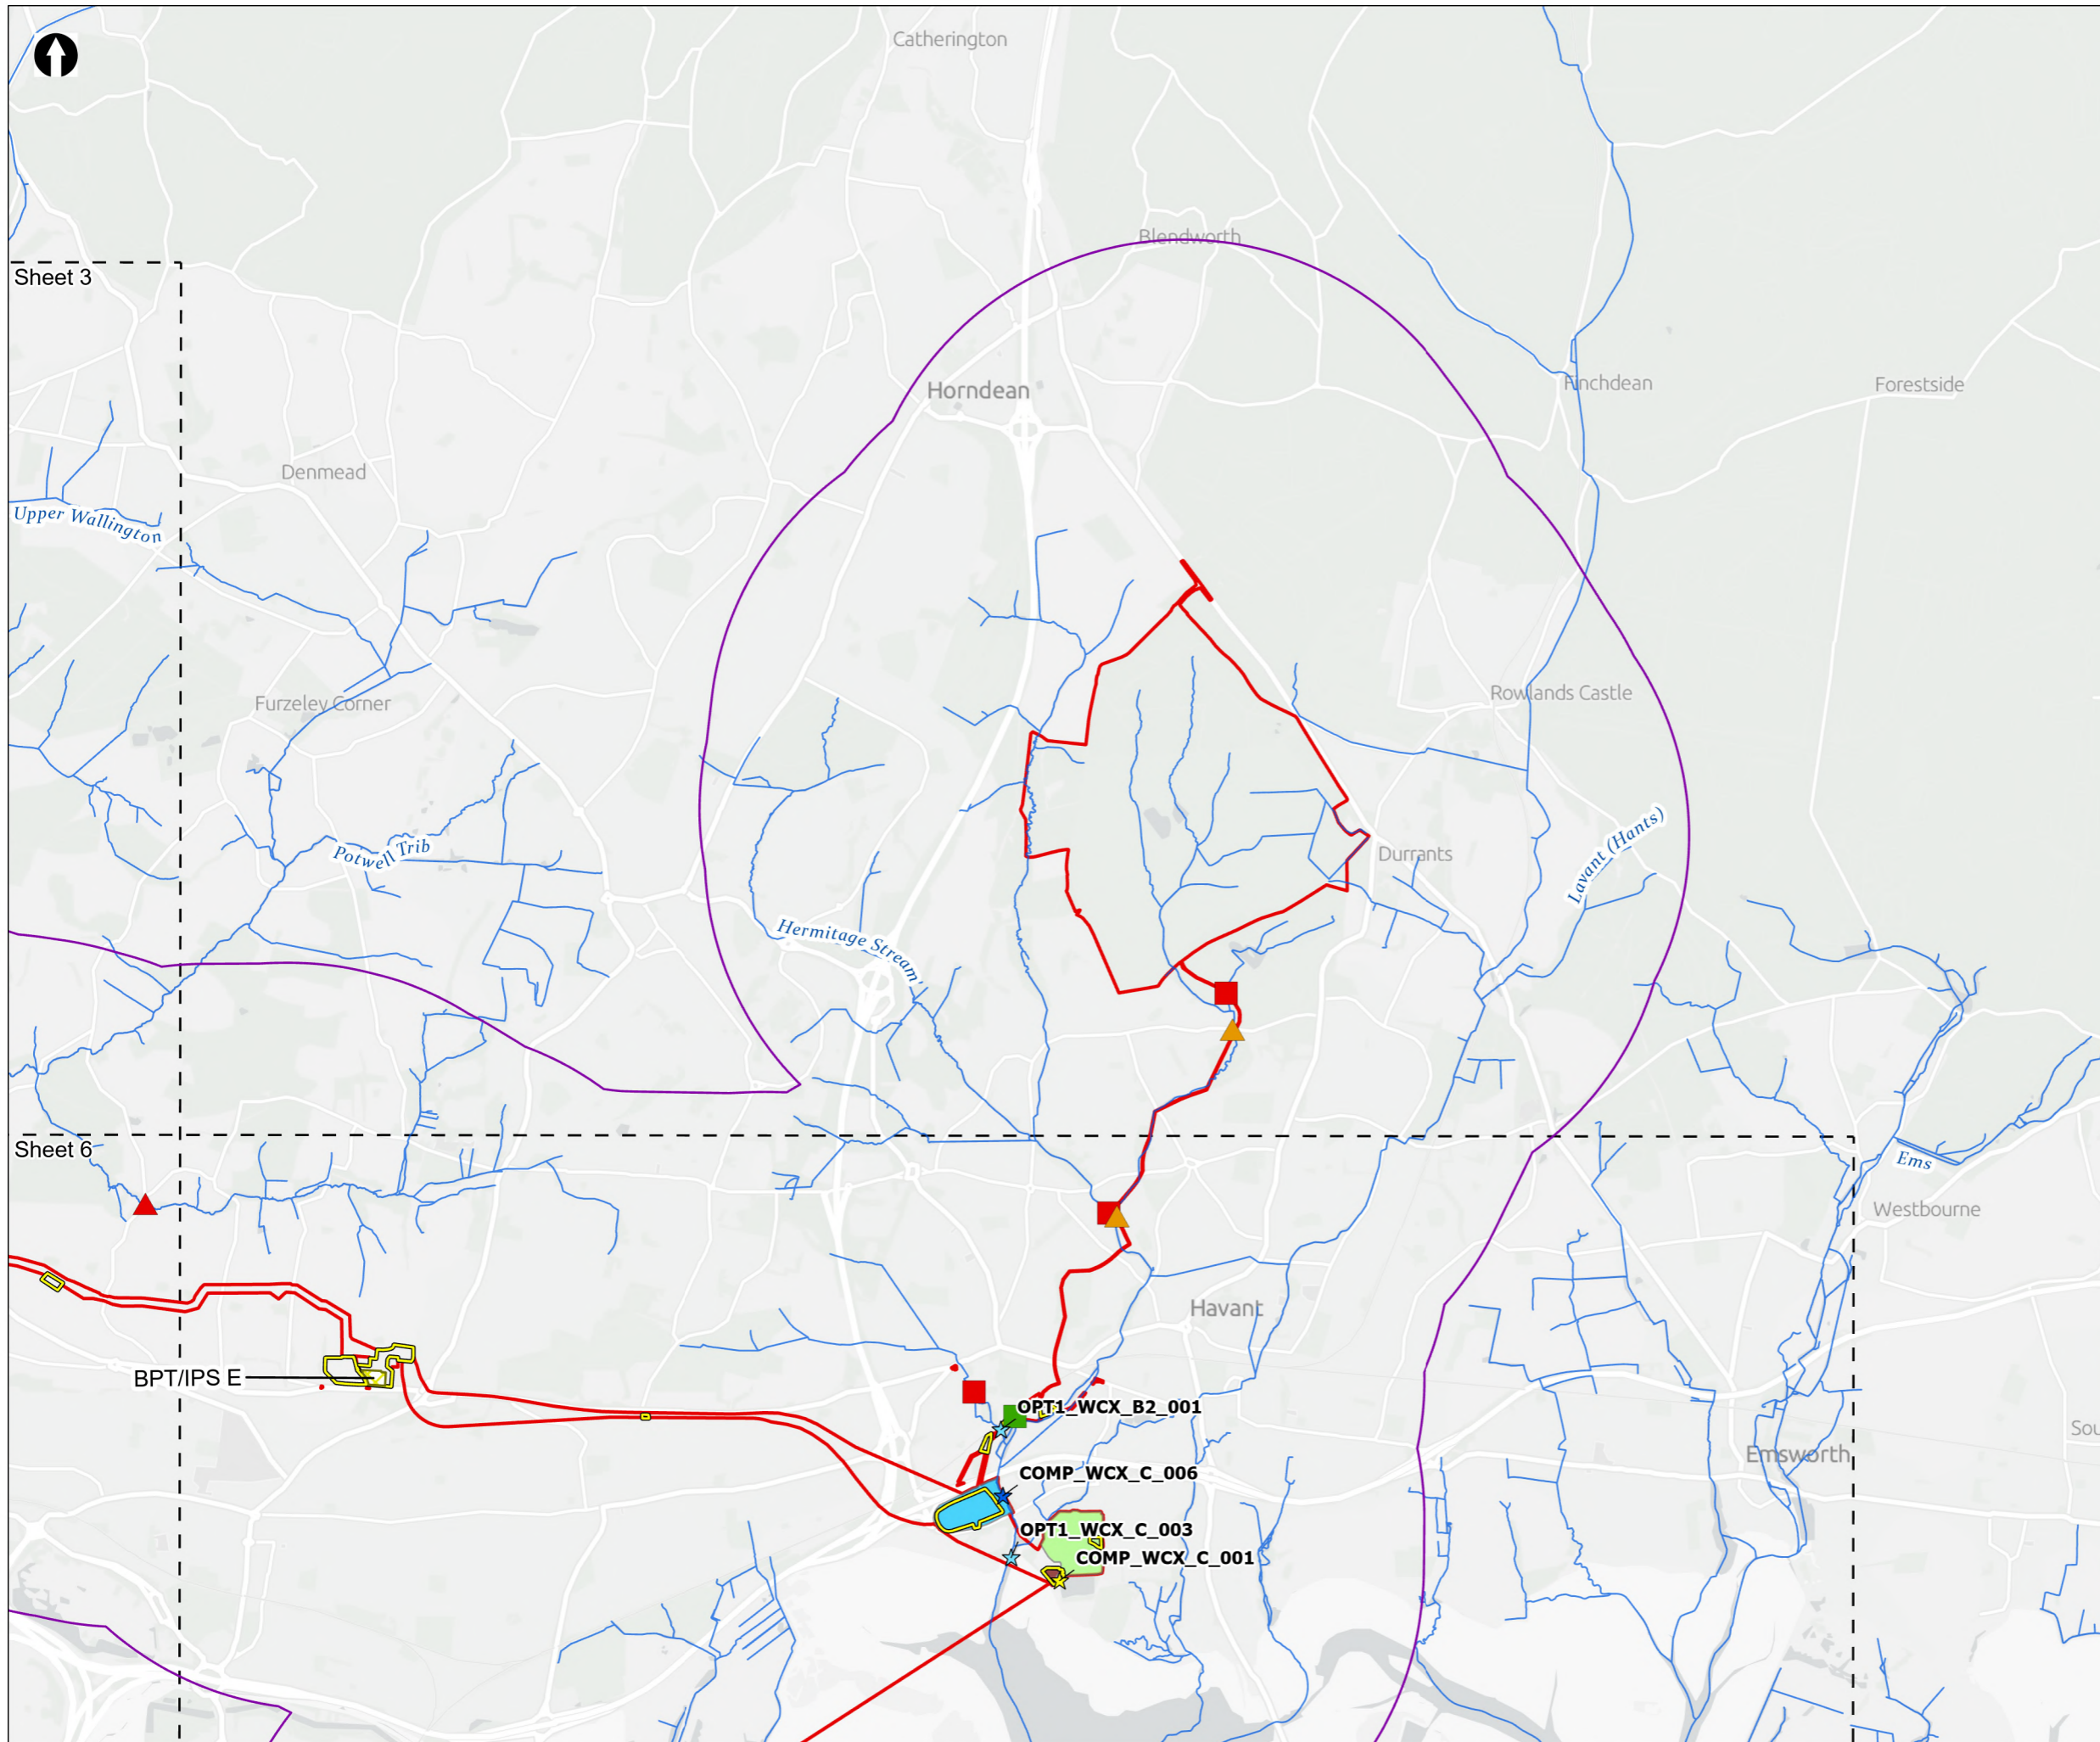 Catherington
Blendworth
Sheet 3
Horndean
Finchdean
Forestside
Denmead
Upper Wallington
Rowlands Castle
Furzeley Corner
Potwell Trib
Durrants
Lavant (Hants)
Hermitage Stream
Sheet 6
Ems
Westbourne
Havant
BPT/IPS E
OPT1_WCX_B2_001
Sou
Emsworth
COMP_WCX_C_006
OPT1_WCX_C_003
COMP_WCX_C_001